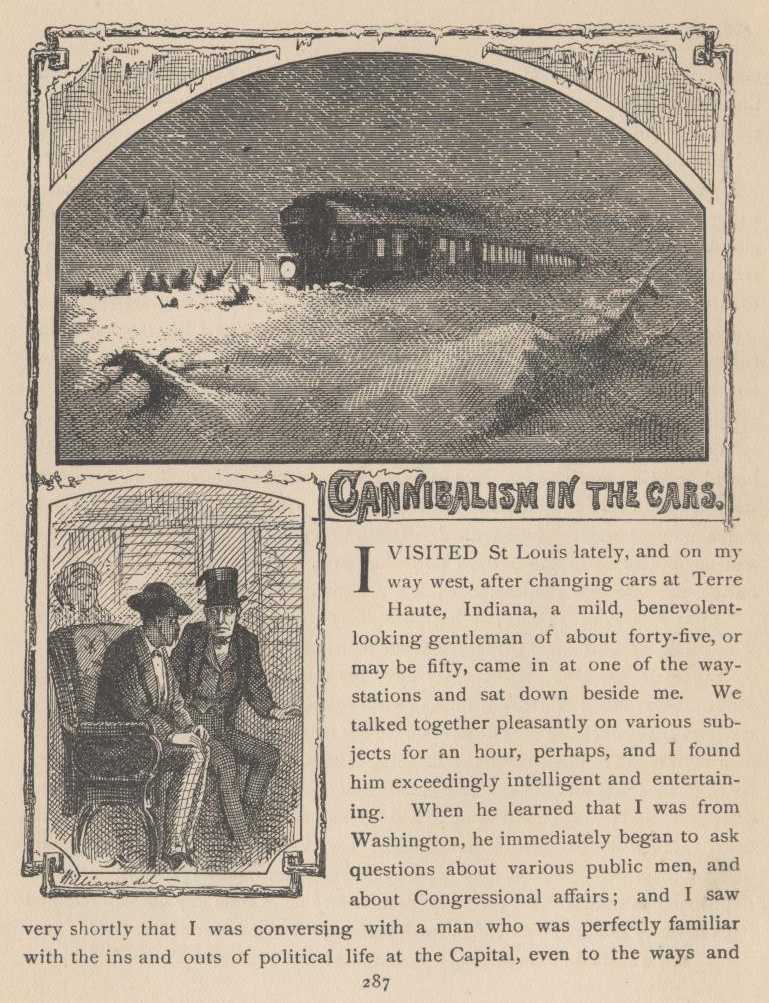 CANNIBALISM IN THE CARS.
I VISITED St Louis lately, and on my
way west, after changing cars at Terre
Haute, Indiana, a mild, benevolent-
looking gentleman of about forty-five, or
may be fifty, came in at one of the way-
stations and sat down beside me. We
talked together pleasantly on various sub-
jects for an hour, perhaps, and I found
him exceedingly intelligent and entertain-
ing. When he learned that I was from
Washington, he immediately began to ask
questions about various public men, and
about Congressional affairs; and I saw
Williams del —
very shortly that I was conversing with a man who was perfectly familiar
with the ins and outs of political life at the Capital, even to the ways and
287